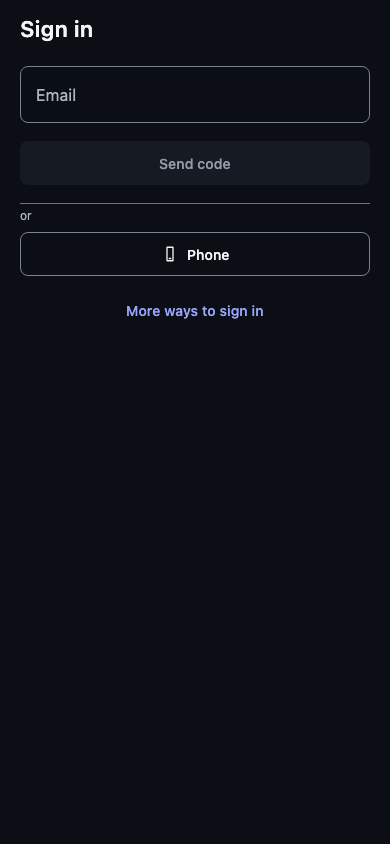 Sign in
Email
Send code
or
Phone
More ways to sign in